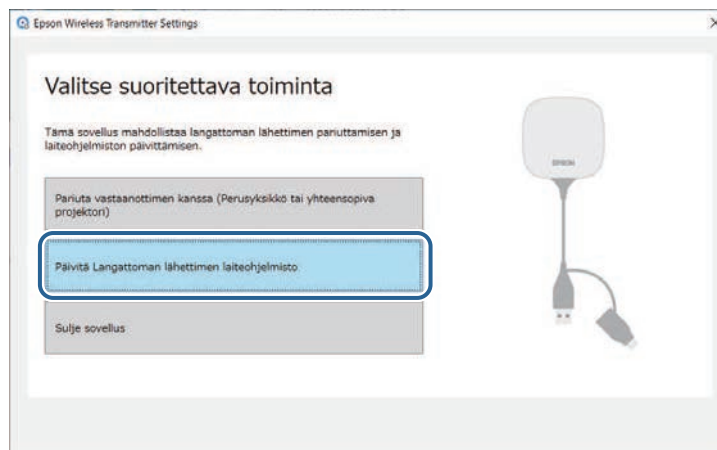 Epson Wireless Transmitter Settings
Valitse suoritettava toiminta
Tämä sovellus mahdollistaa langattoman lähettimen pariuttamisen ja
laiteohjelmiston päivittämisen.
EPSON
Pariuta vastaanottimen kanssa (Perusyksikkö tai yhteensopiva
projektori)
Päivitä Langattoman lähettimen laiteohjelmisto
Sulje sovellus